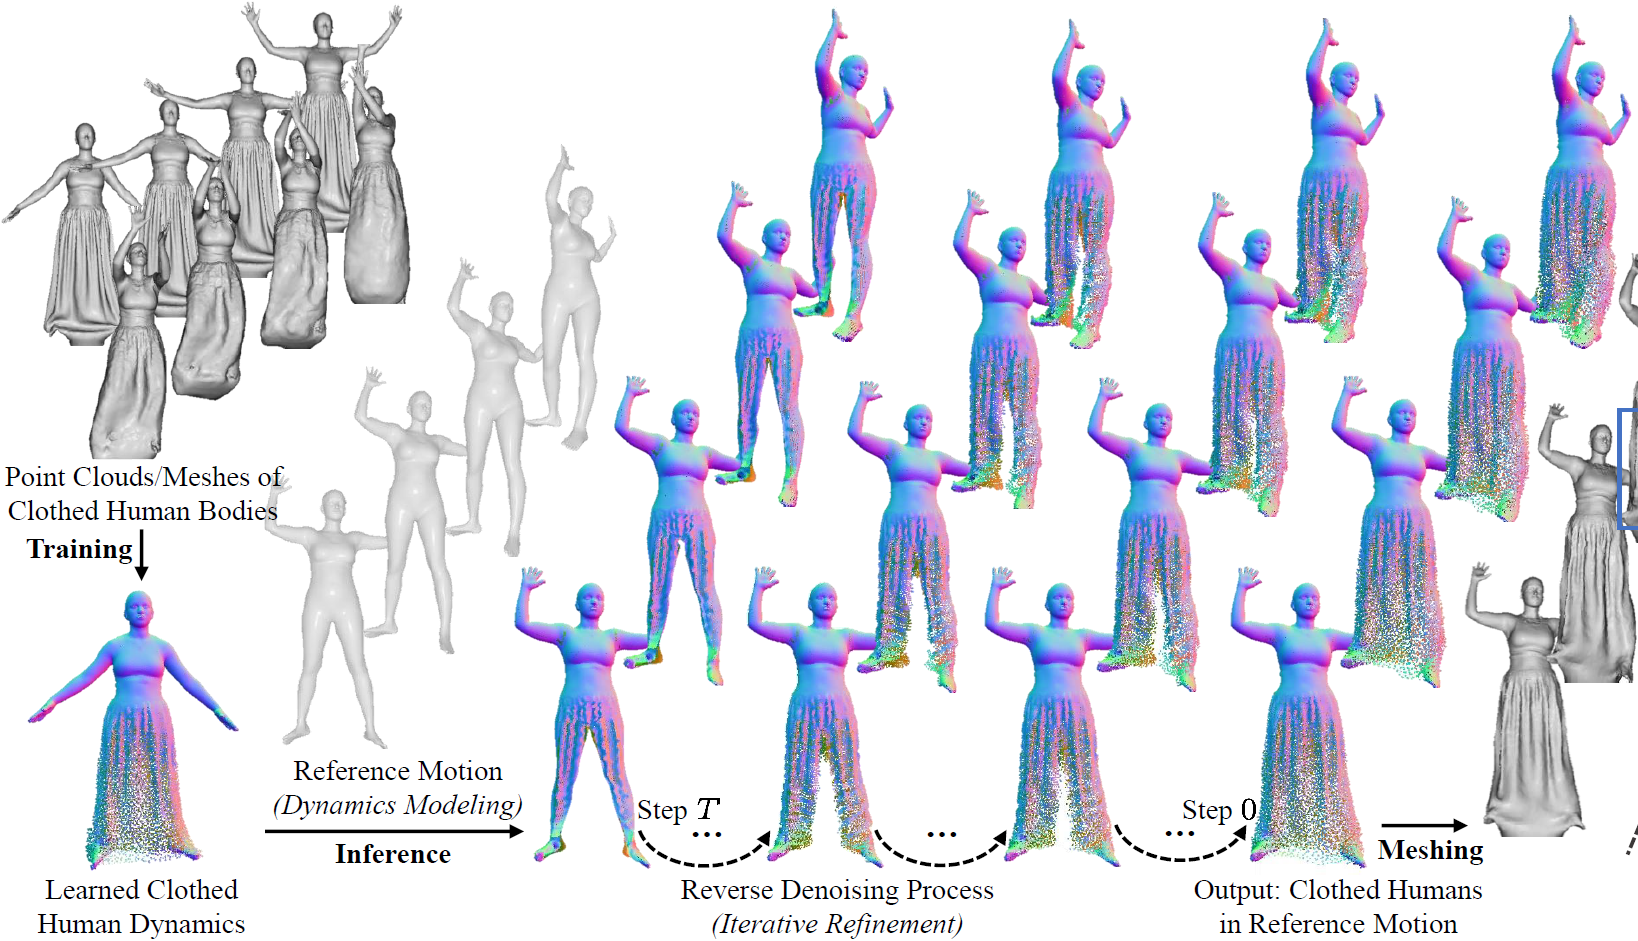 Point Clouds/Meshes of
Clothed Human Bodies
Training
Learned Clothed
Human Dynamics
Reference Motion
(Dynamics Modeling)
Inference
Step T
...
...
Step 0
...
Reverse Denoising Process
(Iterative Refinement)
Meshing
Output: Clothed Humans
in Reference Motion